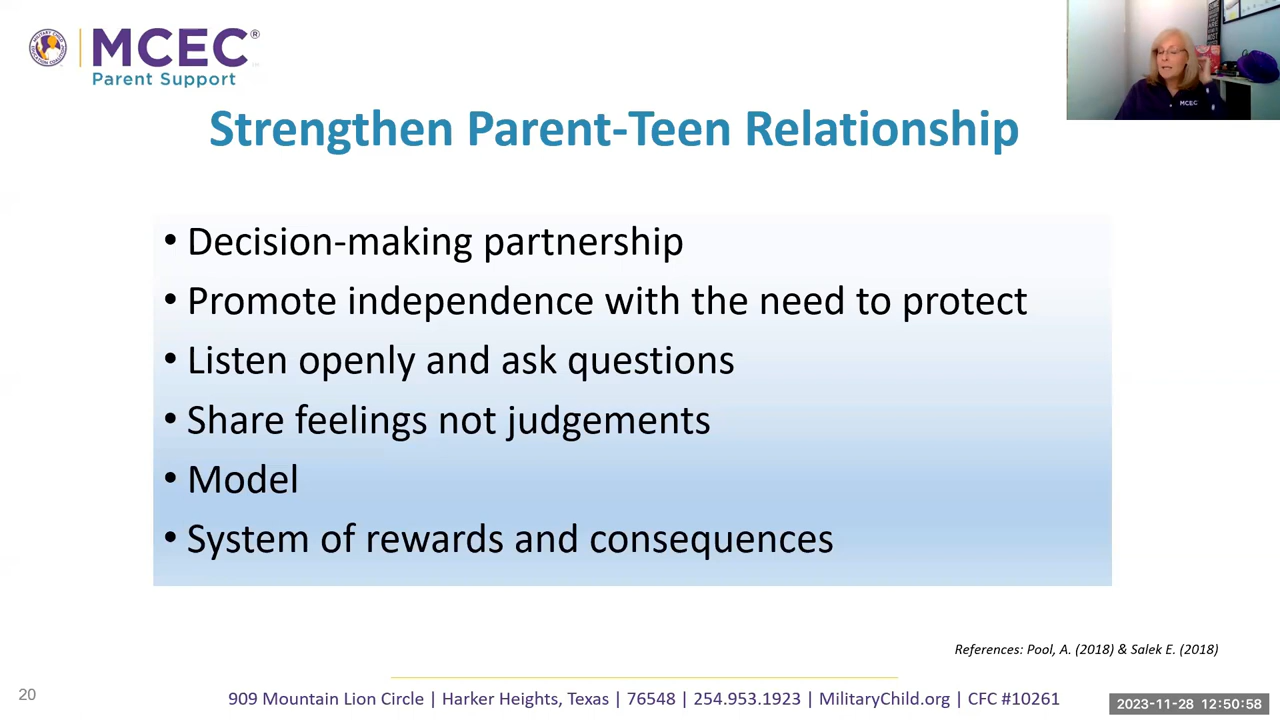 MCEC®
Parent Support
Strengthen Parent-Teen Relationship
• Decision-making partnership
• Promote independence with the need to protect
• Listen openly and ask questions
• Share feelings not judgements
• Model
• System of rewards and consequences
References: Pool, A. (2018) & Salek E. (2018)
20
909 Mountain Lion Circle | Harker Heights, Texas | 76548 | 254.953.1923 | MilitaryChild.org | CFC #10261
2023-11-28 12:50:58
MCEC